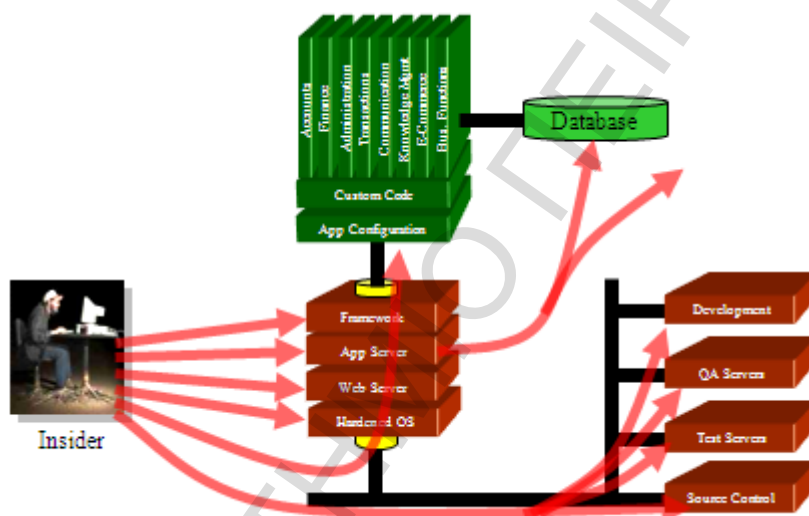 Accounts
Finance
Administration
Transactions
Communication
Knowledge Mgmt
E-Commerce
Bus. Functions
Database
Custom Code
App Configuration
Framework
Development
App Server
QA Servers
Web Server
Hardened OS
Test Servers
Insider
Source Control